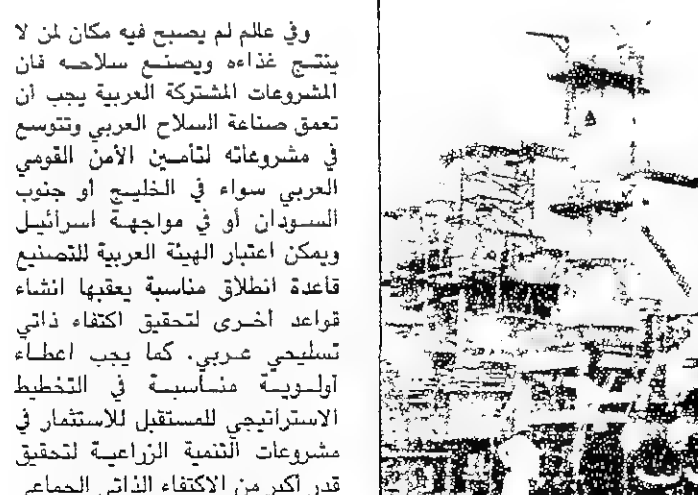 وفي عالم لم يصبح فيه مكان لمن لا
ينتج غذاءه ويصنع سلاحه فان
المشروعات المشتركة العربية يجب ان
تعمق صناعة السلاح العربي وتتوسع
في مشروعاته لتأمين الأمن القومي
العربي سواء في الخليج أو جنوب
السودان أو في مواجهة اسرائيل
ويمكن اعتبار الهيئة العربية للتصنيع
قاعدة انطلاق مناسبة يعقبها انشاء
قواعد أخرى لتحقيق اكتفاء ذاتي
تسليحي عربي. كما يجب اعطاء
أولوية مناسبة في التخطيط
الاستراتيجي للمستقبل للاستثمار في
مشروعات التنمية الزراعية لتحقيق
قدر اكبر من الاكتفاء الذاتي الجماعي